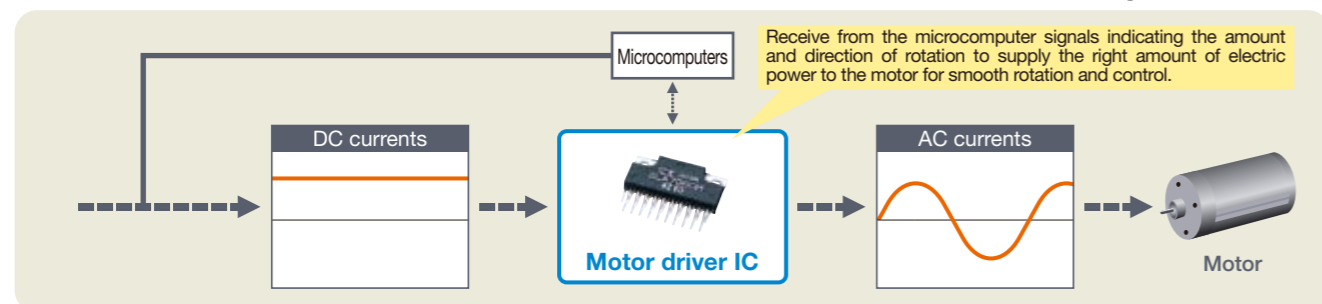 Microcomputers
Receive from the microcomputer signals indicating the amount
and direction of rotation to supply the right amount of electric
power to the motor for smooth rotation and control.
DC currents
AC currents
Motor driver IC
Motor